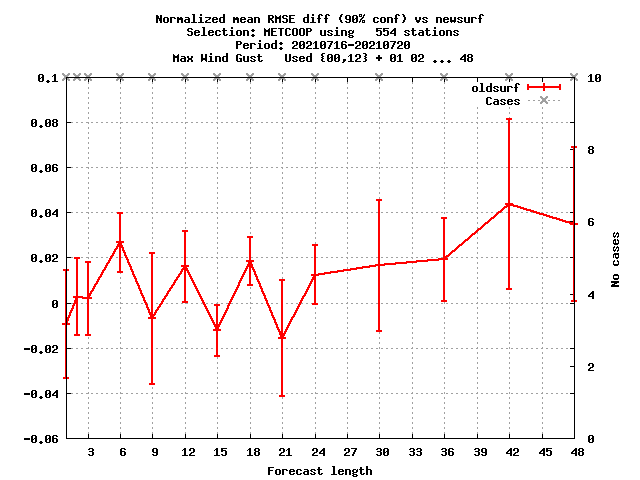 Normalized mean RMSE diff (90% conf) vs newsurf
Selection: METCOOP using   554 stations
Period: 20210716-20210720
Max Wind Gust   Used {00,12} + 01 02 ... 48
oldsurf
Cases
0.1
0.08
0.06
0.04
0.02
0
-0.02
-0.04
-0.06
10
8
6
4
2
0
No cases
3 6 9 12 15 18 21 24 27 30 33 36 39 42 45 48
Forecast length